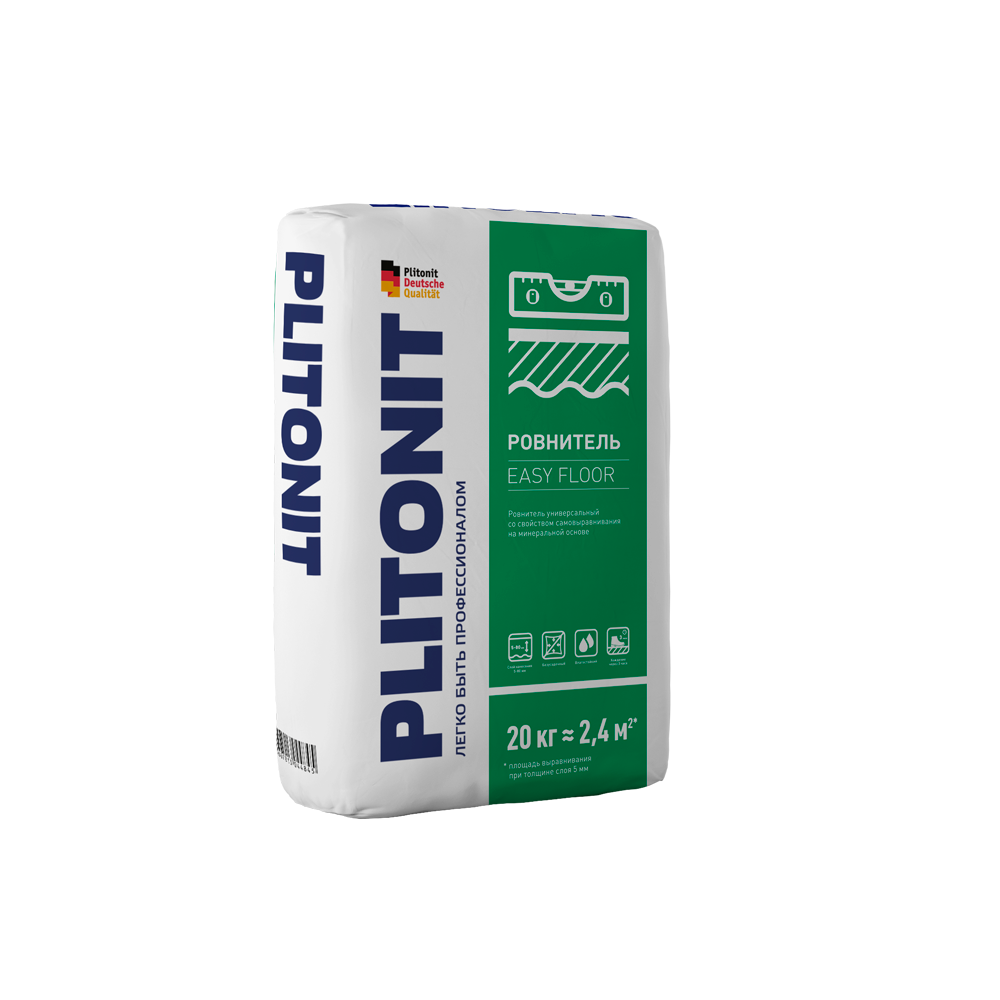 PLITONIT
Plitonit
Deutsche
Qualität
PLITONIT
ЛЕГКО БЫТЬ ПРОФЕССИОНАЛОМ
РОВНИТЕЛЬ
EASY FLOOR
Ровнитель универсальный
со свойством самовыравнивания
на минеральной основе
20 кг ≈ 2,4 м²*
* площадь выравнивания
при толщине слоя 5 мм